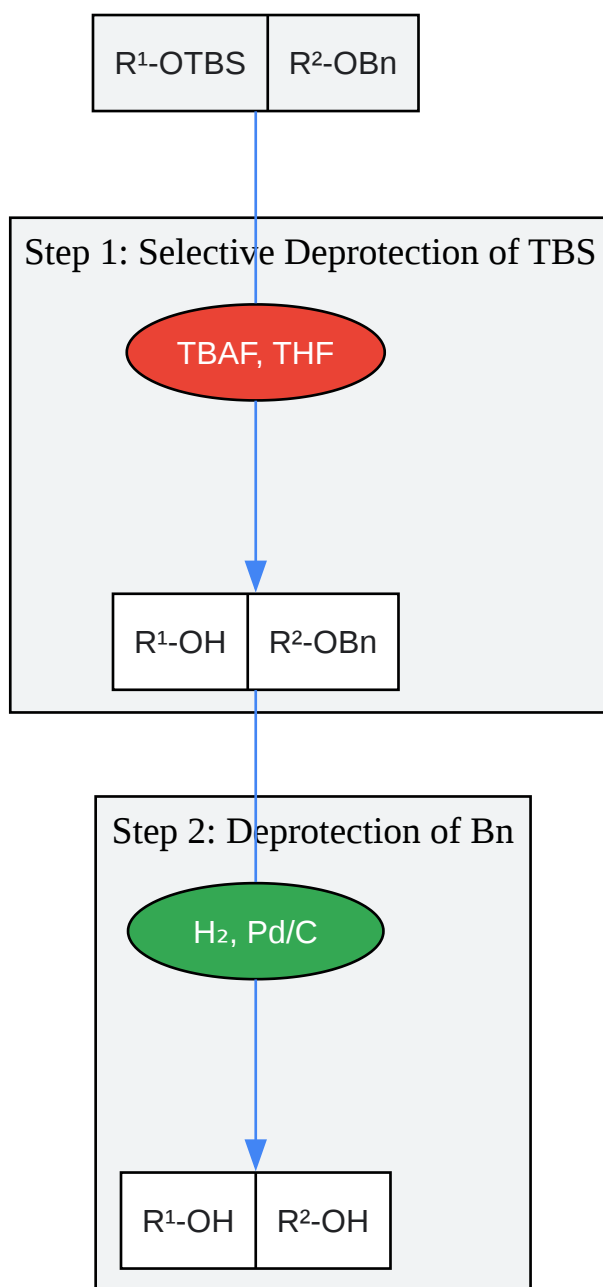 R¹-OTBS R²-OBn
Step 1: Selective Deprotection of TBS
TBAF, THF
R¹-OH R²-OBn
Step 2: Deprotection of Bn
H₂, Pd/C
R¹-OH R²-OH